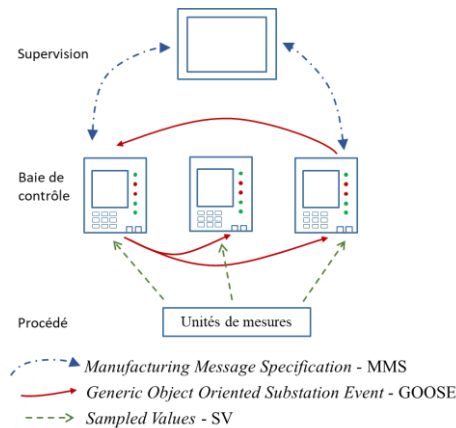 Supervision
Baie de
contrôle
Procédé
Unités de mesures
Manufacturing Message Specification - MMS
Generic Object Oriented Substation Event - GOOSE
Sampled Values - SV